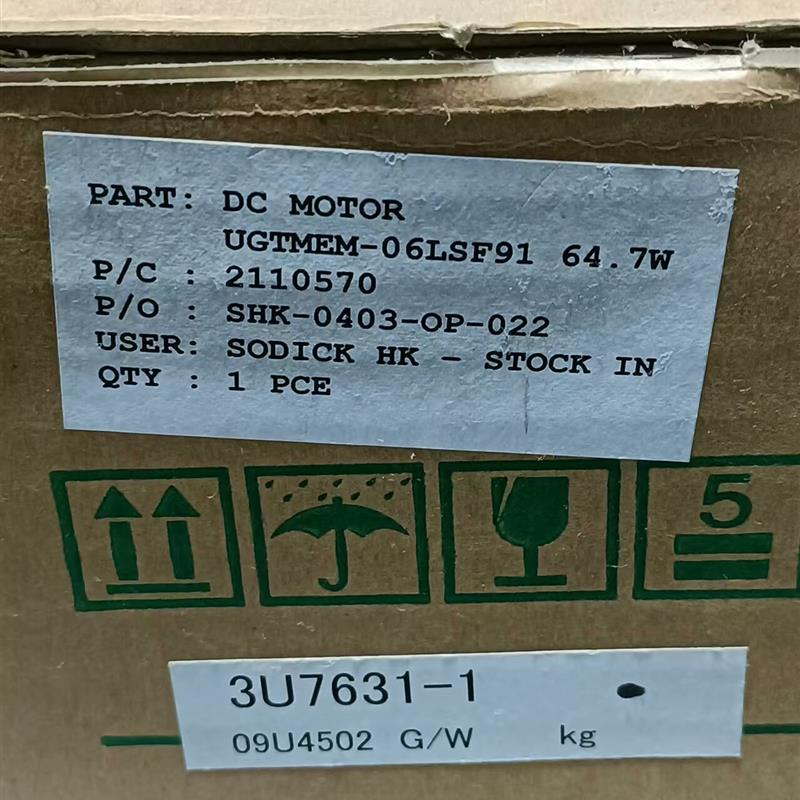 PART: DC MOTOR
UGTMEM-06LSF91 64.7W
P/C : 2110570
P/O : SHK-0403-OP-022
USER: SODICK HK - STOCK IN
QTY : 1 PCE
5
3U7631-1
09U4502 G/W kg